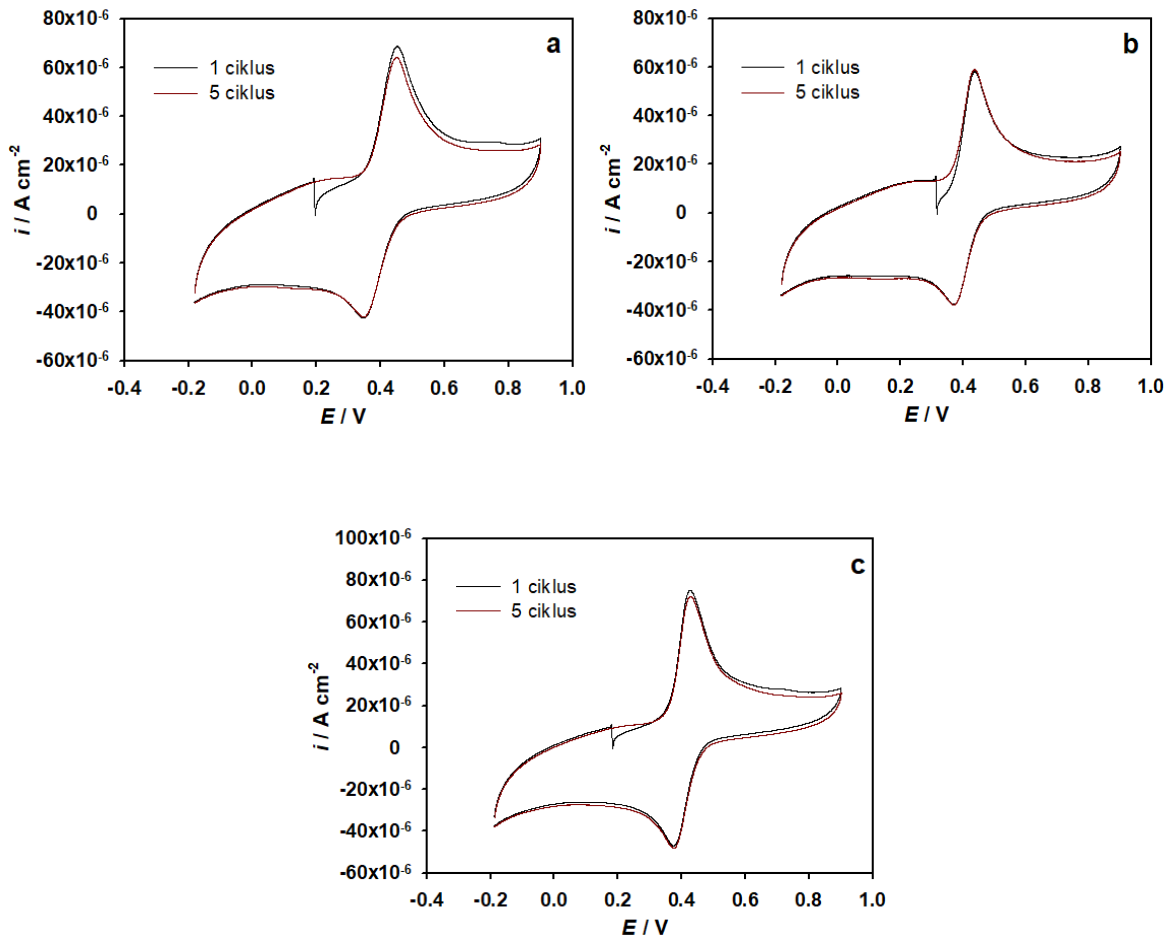 a
1 ciklus
5 ciklus
80x10⁻⁶
60x10⁻⁶
40x10⁻⁶
20x10⁻⁶
0
-20x10⁻⁶
-40x10⁻⁶
-60x10⁻⁶
i / A cm⁻²
-0.4 -0.2 0.0 0.2 0.4 0.6 0.8 1.0
E / V
b
1 ciklus
5 ciklus
80x10⁻⁶
60x10⁻⁶
40x10⁻⁶
20x10⁻⁶
0
-20x10⁻⁶
-40x10⁻⁶
-60x10⁻⁶
i / A cm⁻²
-0.4 -0.2 0.0 0.2 0.4 0.6 0.8 1.0
E / V
c
1 ciklus
5 ciklus
100x10⁻⁶
80x10⁻⁶
60x10⁻⁶
40x10⁻⁶
20x10⁻⁶
0
-20x10⁻⁶
-40x10⁻⁶
-60x10⁻⁶
i / A cm⁻²
-0.4 -0.2 0.0 0.2 0.4 0.6 0.8 1.0
E / V